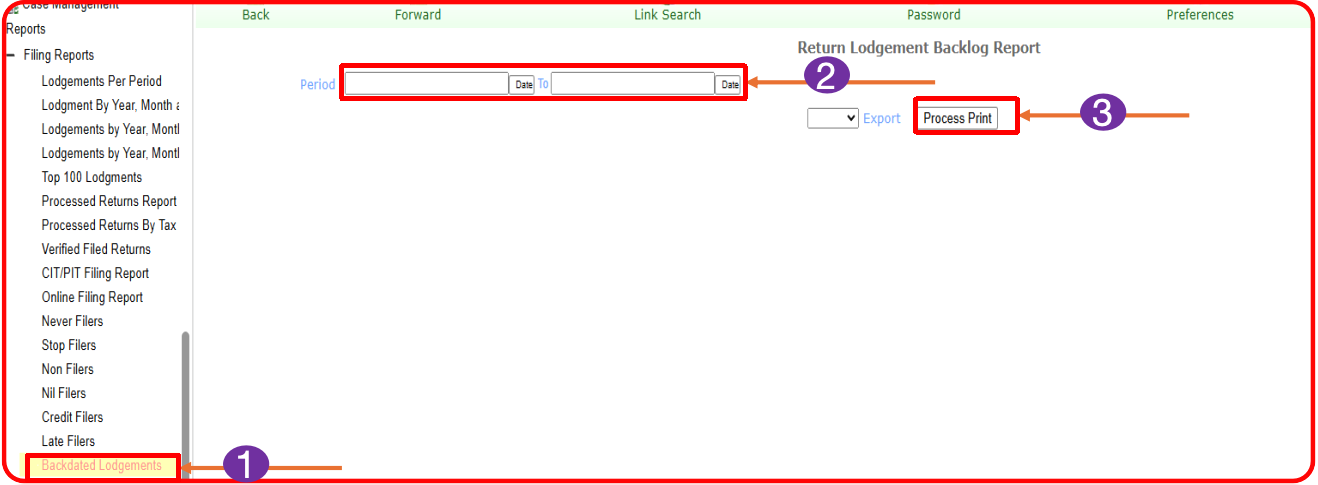 Case Management
Reports
Filing Reports
Lodgements Per Period
Lodgment By Year, Month a
Lodgements by Year, Montl
Lodgements by Year, Montl
Top 100 Lodgments
Processed Returns Report
Processed Returns By Tax
Verified Filed Returns
CIT/PIT Filing Report
Online Filing Report
Never Filers
Stop Filers
Non Filers
Nil Filers
Credit Filers
Late Filers
Backdated Lodgements
1
Back Forward Link Search Password Preferences
Return Lodgement Backlog Report
Period Date To Date
2
Export Process Print
3